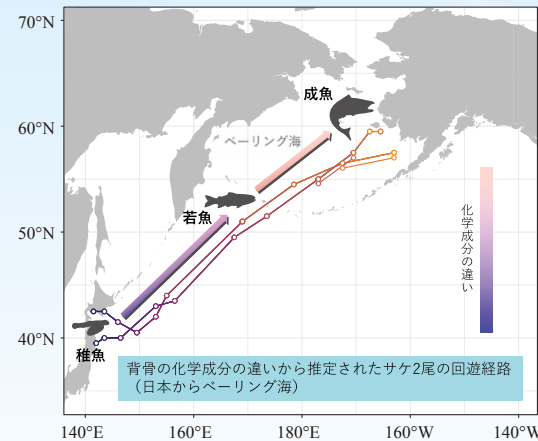 70°N
成魚
60°N
ベーリング海
化学成分の違い
若魚
50°N
40°N
稚魚
背骨の化学成分の違いから推定されたサケ2尾の回遊経路
（日本からベーリング海）
140°E
160°E
180°W
160°W
140°W